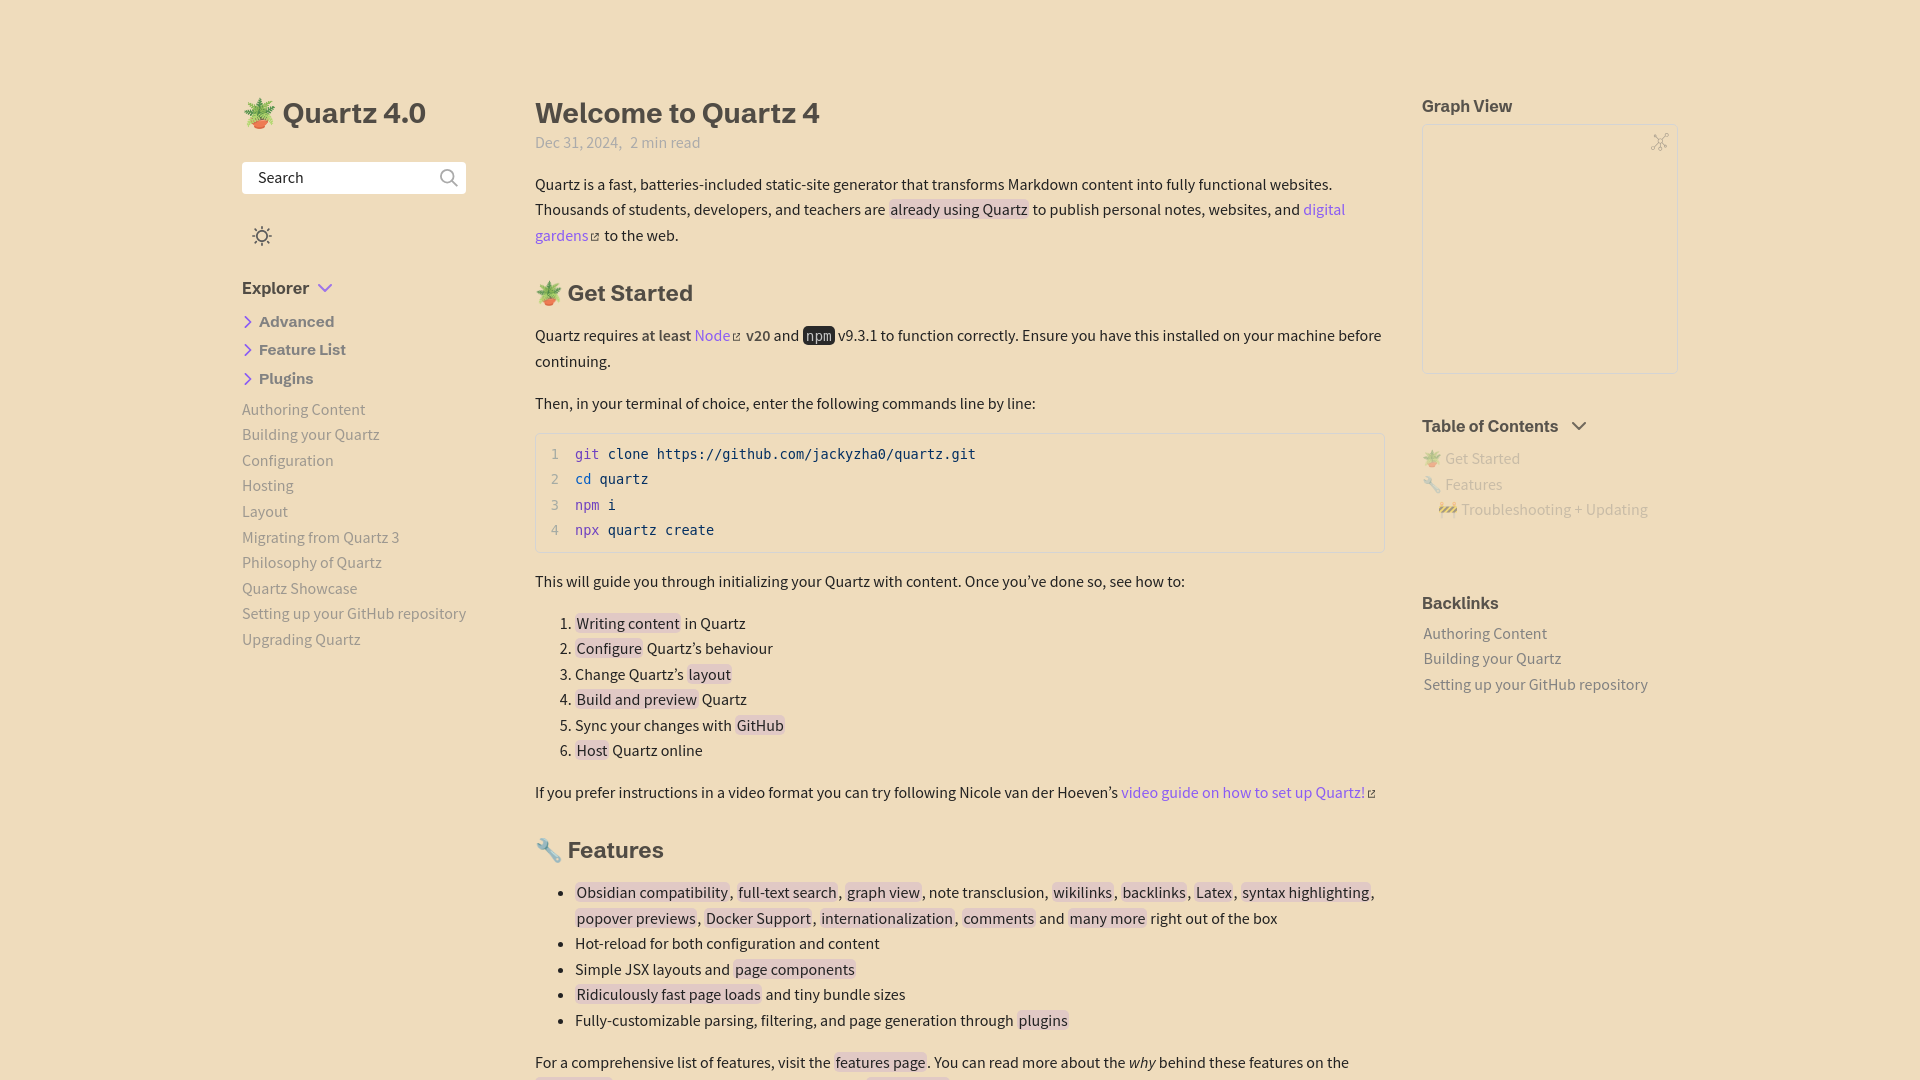 🪴 Quartz 4.0
Search
Explorer
Advanced
Feature List
Plugins
Authoring Content
Building your Quartz
Configuration
Hosting
Layout
Migrating from Quartz 3
Philosophy of Quartz
Quartz Showcase
Setting up your GitHub repository
Upgrading Quartz
Welcome to Quartz 4
Dec 31, 2024, 2 min read
Quartz is a fast, batteries-included static-site generator that transforms Markdown content into fully functional websites.
Thousands of students, developers, and teachers are already using Quartz to publish personal notes, websites, and digital
gardens to the web.
🪴 Get Started
Quartz requires at least Node v20 and npm v9.3.1 to function correctly. Ensure you have this installed on your machine before
continuing.
Then, in your terminal of choice, enter the following commands line by line:
1 git clone https://github.com/jackyzha0/quartz.git
2 cd quartz
3 npm i
4 npx quartz create
This will guide you through initializing your Quartz with content. Once you’ve done so, see how to:
1. Writing content in Quartz
2. Configure Quartz’s behaviour
3. Change Quartz’s layout
4. Build and preview Quartz
5. Sync your changes with GitHub
6. Host Quartz online
If you prefer instructions in a video format you can try following Nicole van der Hoeven’s video guide on how to set up Quartz!
🔧 Features
• Obsidian compatibility, full-text search, graph view, note transclusion, wikilinks, backlinks, Latex, syntax highlighting,
popover previews, Docker Support, internationalization, comments and many more right out of the box
• Hot-reload for both configuration and content
• Simple JSX layouts and page components
• Ridiculously fast page loads and tiny bundle sizes
• Fully-customizable parsing, filtering, and page generation through plugins
For a comprehensive list of features, visit the features page. You can read more about the why behind these features on the
Graph View
Table of Contents
🪴 Get Started
🔧 Features
🚧 Troubleshooting + Updating
Backlinks
Authoring Content
Building your Quartz
Setting up your GitHub repository